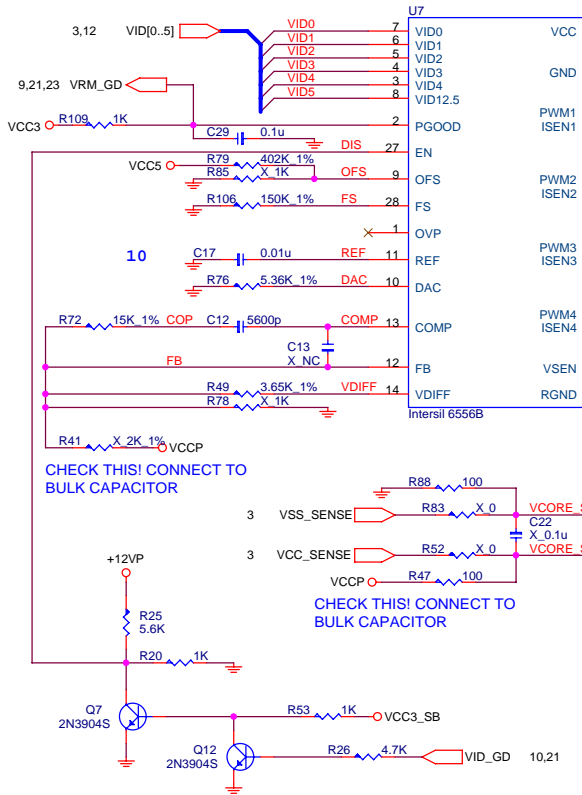 U7
3,12 VID[0..5] VID0 7 VID0 VCC
VID1 6 VID1
VID2 5 VID2
VID3 4 VID3 GND
VID4 3 VID4
VID5 8 VID12.5
9,21,23 VRM_GD
VCC3 R109 1K 2 PGOOD PWM1
ISEN1
C29 0.1u
DIS 27 EN
VCC5 R79 402K_1%
R85 X_1K OFS 9 OFS PWM2
ISEN2
R106 150K_1% FS 28 FS
1 OVP
10 C17 0.01u REF 11 REF PWM3
ISEN3
R76 5.36K_1% DAC 10 DAC
R72 15K_1% COP C12 5600p COMP 13 COMP PWM4
ISEN4
C13
X_NC
FB 12 FB VSEN
R49 3.65K_1% VDIFF 14 VDIFF RGND
R78 X_1K
Intersil 6556B
R41 X_2K_1% VCCP
CHECK THIS! CONNECT TO
BULK CAPACITOR
R88 100
3 VSS_SENSE R83 X_0 VCORE_S
C22
X_0.1u
3 VCC_SENSE R52 X_0 VCORE_S
VCCP R47 100
CHECK THIS! CONNECT TO
BULK CAPACITOR
+12VP
R25
5.6K
R20 1K
Q7
2N3904S
R53 1K VCC3_SB
Q12
2N3904S
R26 4.7K VID_GD 10,21